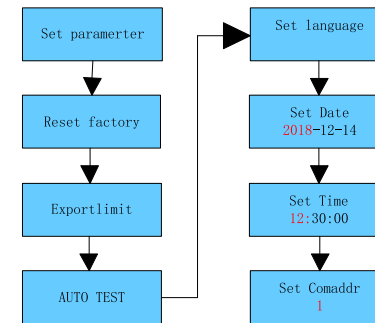 Set paramerter
Reset factory
Exportlimit
AUTO TEST
Set language
Set Date
2018-12-14
Set Time
12:30:00
Set Comaddr
1